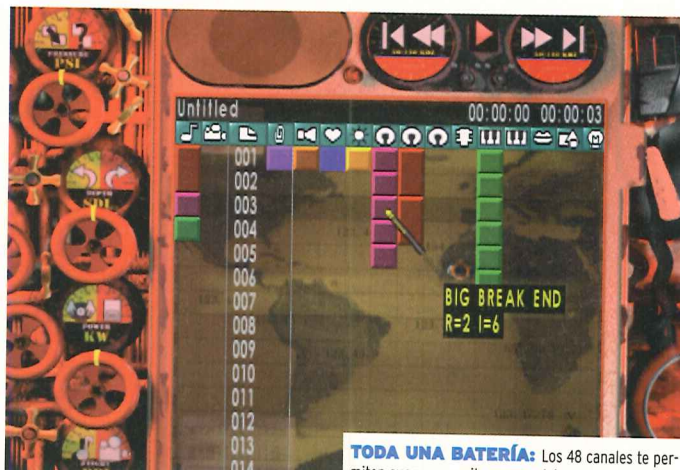 PRESSURE
PSI
Untitled 00:00:00 00:00:03
001
002
003
004
005
006
007
008
009
010
011
012
013
014
DEPTH
SDI
POWER
KW
BIG BREAK END
R=2 I=6
TODA UNA BATERÍA: Los 48 canales te per-